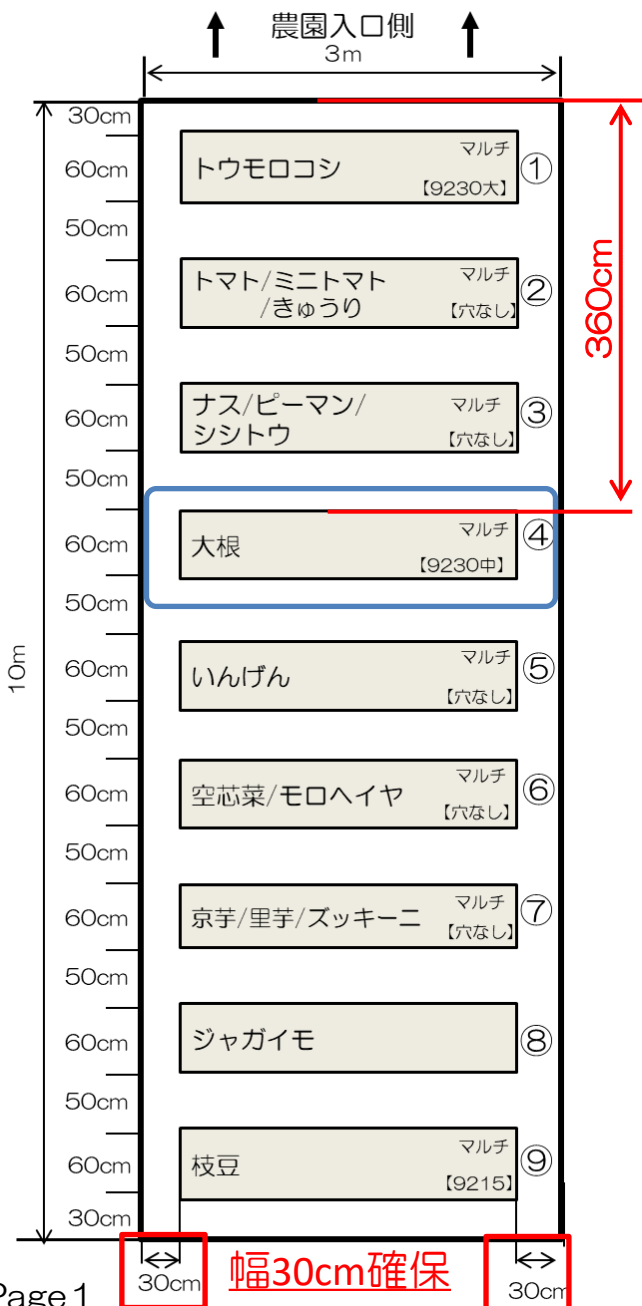 農園入口側
3m
30cm
60cm
トウモロコシ
マルチ
【9230大】
①
50cm
60cm
トマト/ミニトマト
/きゅうり
マルチ
【穴なし】
②
360cm
50cm
60cm
ナス/ピーマン/
シシトウ
マルチ
【穴なし】
③
50cm
60cm
大根
マルチ
【9230中】
④
50cm
10m
60cm
いんげん
マルチ
【穴なし】
⑤
50cm
60cm
空芯菜/モロヘイヤ
マルチ
【穴なし】
⑥
50cm
60cm
京芋/里芋/ズッキーニ
マルチ
【穴なし】
⑦
50cm
60cm
ジャガイモ
⑧
50cm
60cm
枝豆
マルチ
【9215】
⑨
30cm
30cm
幅30cm確保
30cm
Page 1